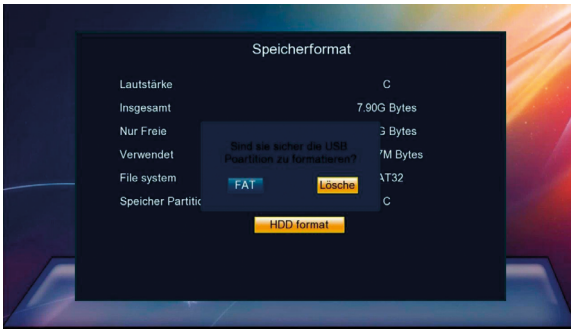 Speicherformat
Lautstärke C
Insgesamt 7.90G Bytes
Nur Freie G Bytes
Sind sie sicher die USB
Poartition zu formatieren?
Verwendet 7M Bytes
File system AT32
FAT Lösche
Speicher Partitic C
HDD format